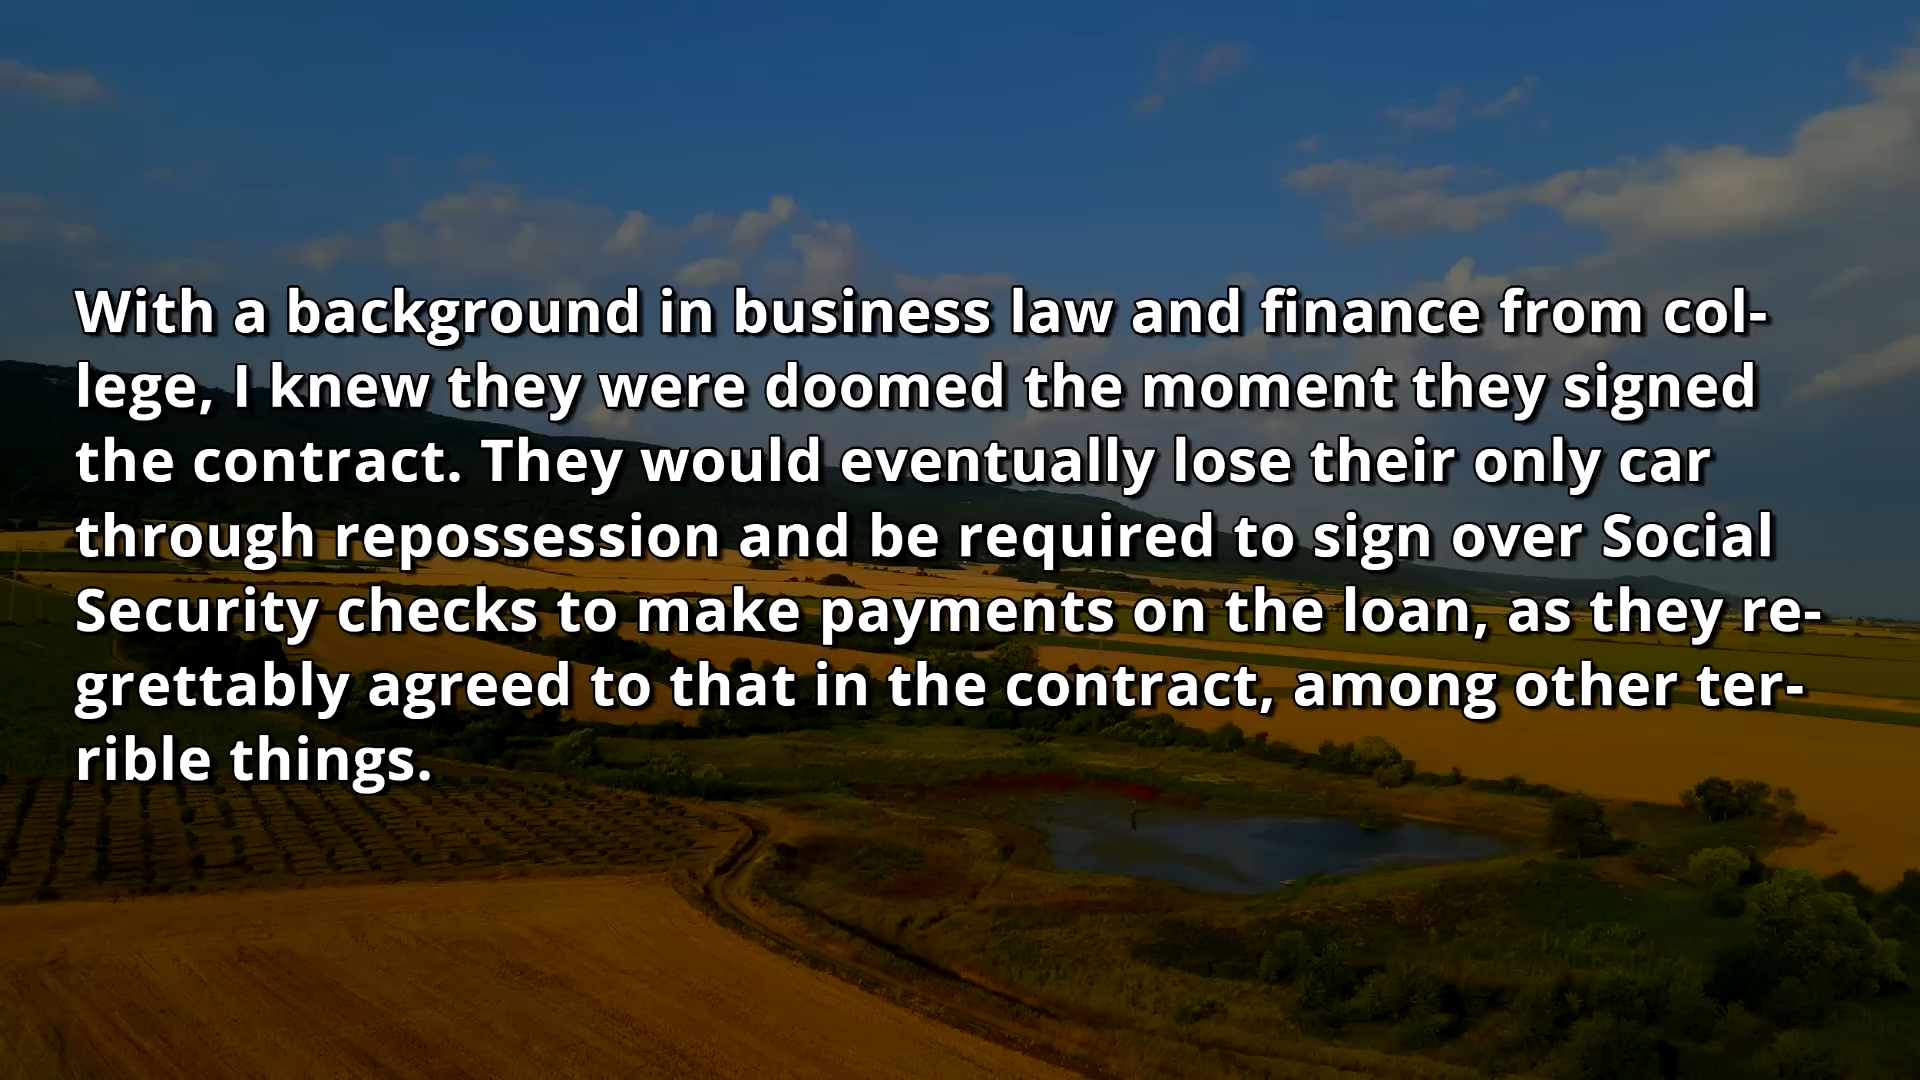 With a background in business law and finance from col-
lege, I knew they were doomed the moment they signed
the contract. They would eventually lose their only car
through repossession and be required to sign over Social
Security checks to make payments on the loan, as they re-
grettably agreed to that in the contract, among other ter-
rible things.